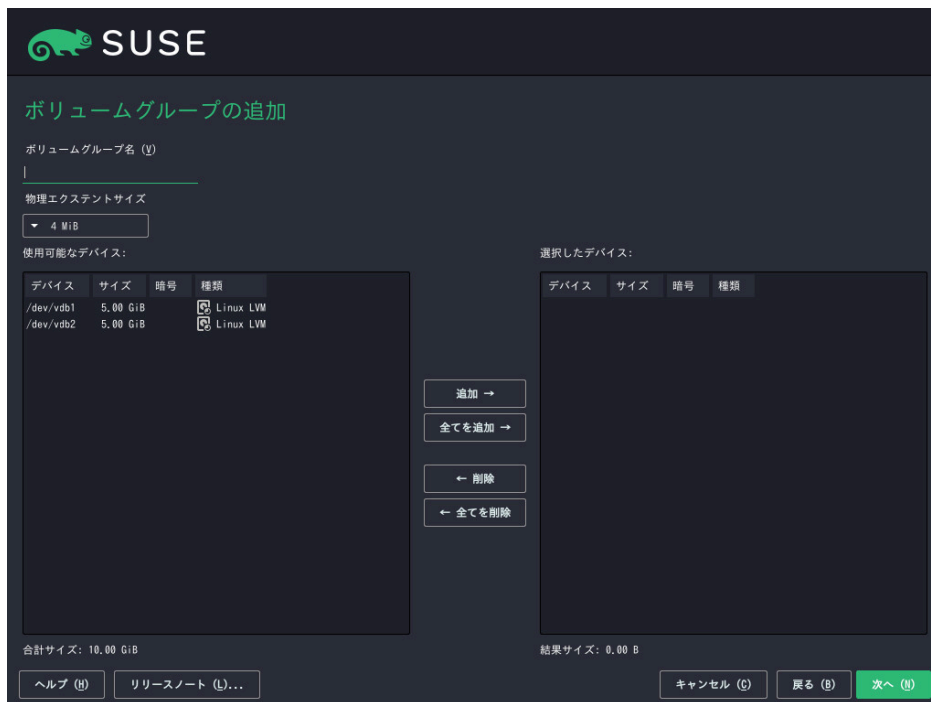 SUSE
ボリュームグループの追加
ボリュームグループ名 (V)
物理エクステントサイズ
4 MiB
使用可能なデバイス:
選択したデバイス:
デバイス サイズ 暗号 種類
デバイス サイズ 暗号 種類
/dev/vdb1 5.00 GiB Linux LVM
/dev/vdb2 5.00 GiB Linux LVM
追加 →
全てを追加 →
← 削除
← 全てを削除
合計サイズ: 10.00 GiB
結果サイズ: 0.00 B
ヘルプ (H)
リリースノート (L)...
キャンセル (C)
戻る (B)
次へ (N)